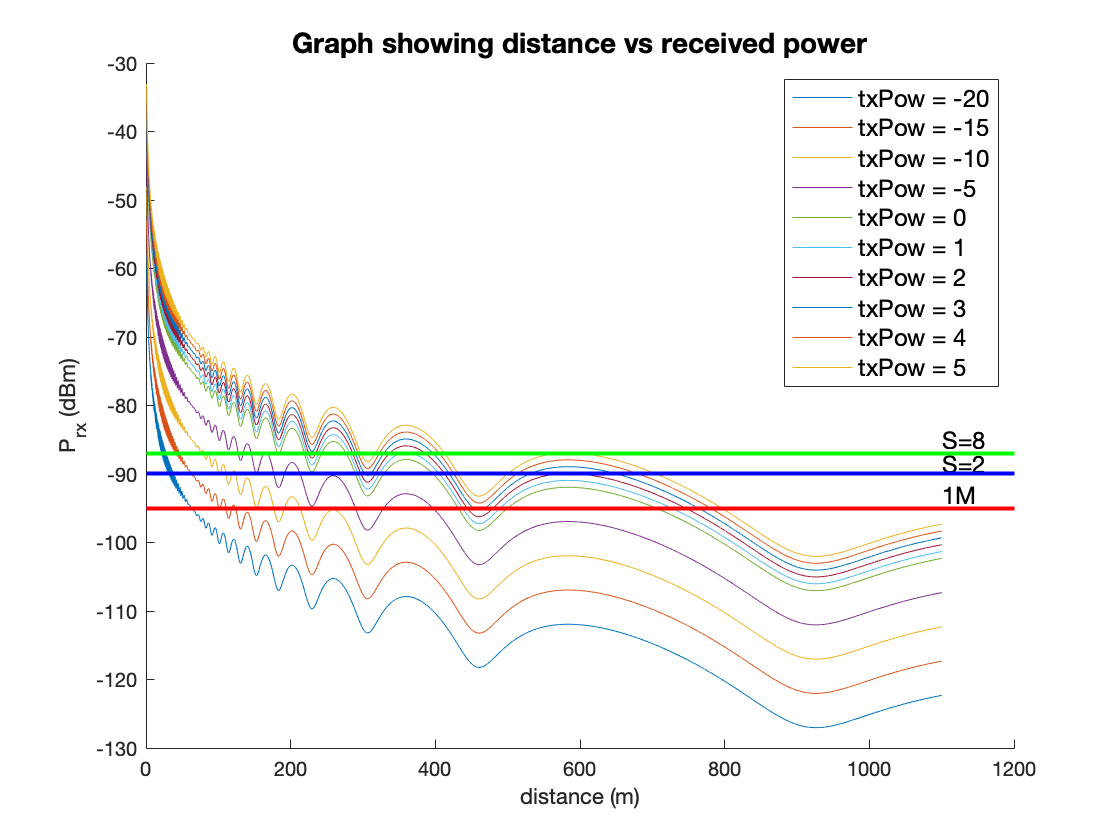 Graph showing distance vs received power
-30
-40
-50
-60
-70
-80
-90
-100
-110
-120
-130
P_rx (dBm)
txPow = -20
txPow = -15
txPow = -10
txPow = -5
txPow = 0
txPow = 1
txPow = 2
txPow = 3
txPow = 4
txPow = 5
S=8
S=2
1M
0 200 400 600 800 1000 1200
distance (m)